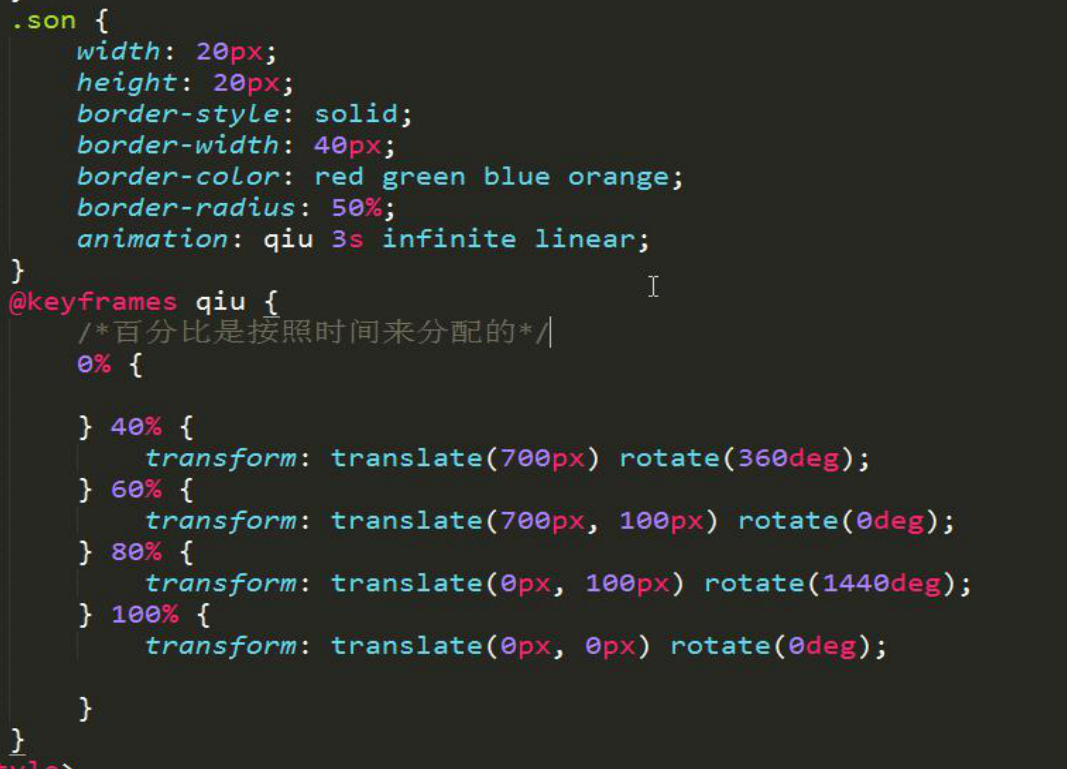 .son {
    width: 20px;
    height: 20px;
    border-style: solid;
    border-width: 40px;
    border-color: red green blue orange;
    border-radius: 50%;
    animation: qiu 3s infinite linear;
}
@keyframes qiu {
    /*百分比是按照时间来分配的*/
    0% {
    } 40% {
        transform: translate(700px) rotate(360deg);
    } 60% {
        transform: translate(700px, 100px) rotate(0deg);
    } 80% {
        transform: translate(0px, 100px) rotate(1440deg);
    } 100% {
        transform: translate(0px, 0px) rotate(0deg);
    }
}